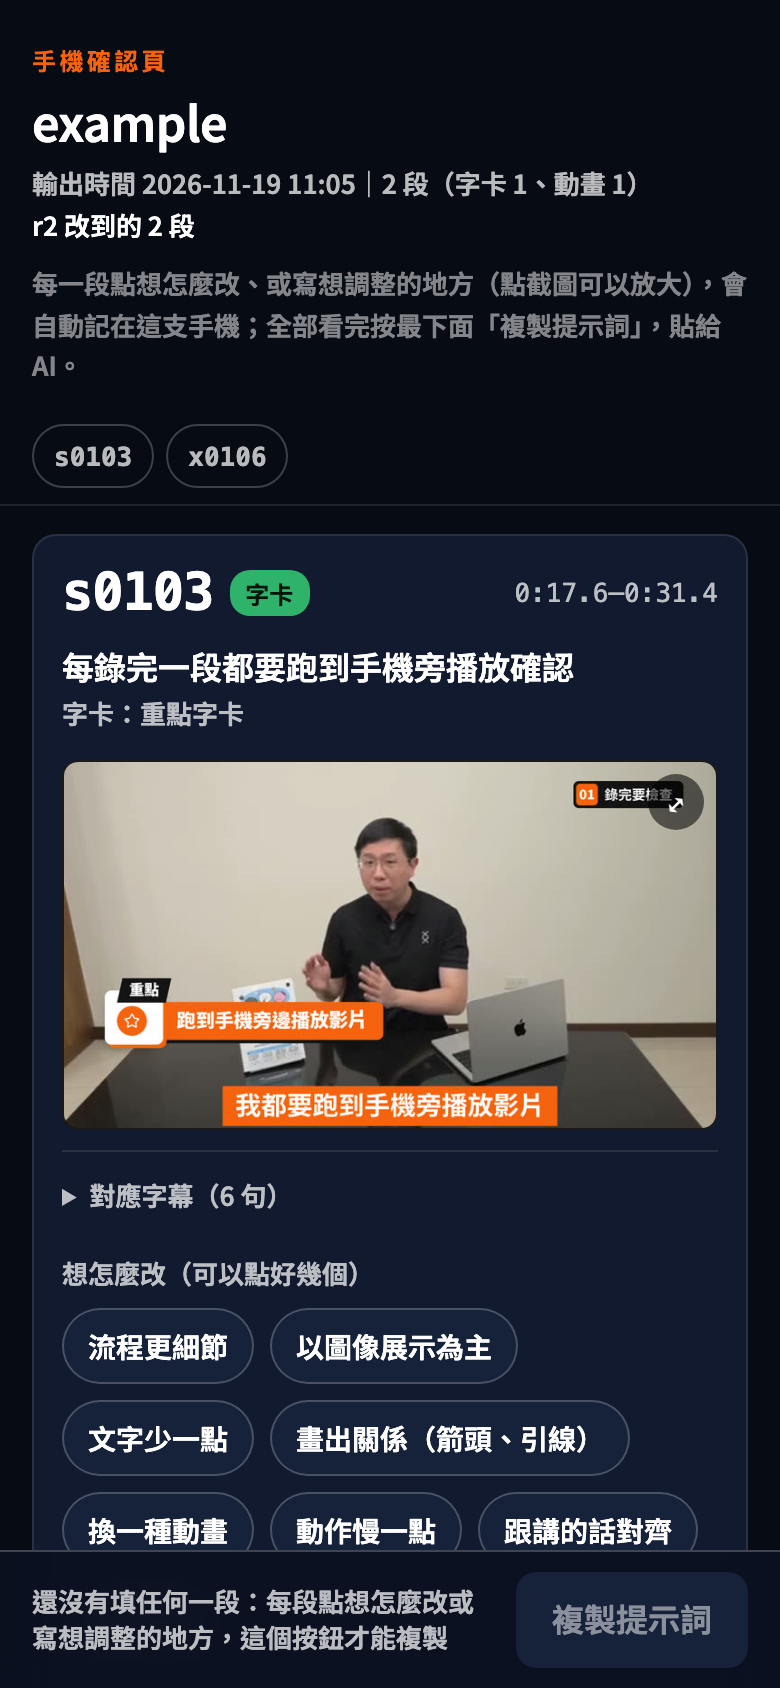 手機確認頁
example
輸出時間 2026-11-19 11:05｜2 段（字卡 1、動畫 1）
r2 改到的 2 段
每一段點想怎麼改、或寫想調整的地方（點截圖可以放大），會
自動記在這支手機；全部看完按最下面「複製提示詞」，貼給
AI。
s0103
x0106
s0103
字卡
0:17.6–0:31.4
每錄完一段都要跑到手機旁播放確認
字卡：重點字卡
01 錄完要檢查
重點
跑到手機旁邊播放影片
我都要跑到手機旁播放影片
▶ 對應字幕（6 句）
想怎麼改（可以點好幾個）
流程更細節
以圖像展示為主
文字少一點
畫出關係（箭頭、引線）
換一種動畫
動作慢一點
跟講的話對齊
還沒有填任何一段：每段點想怎麼改或
寫想調整的地方，這個按鈕才能複製
複製提示詞